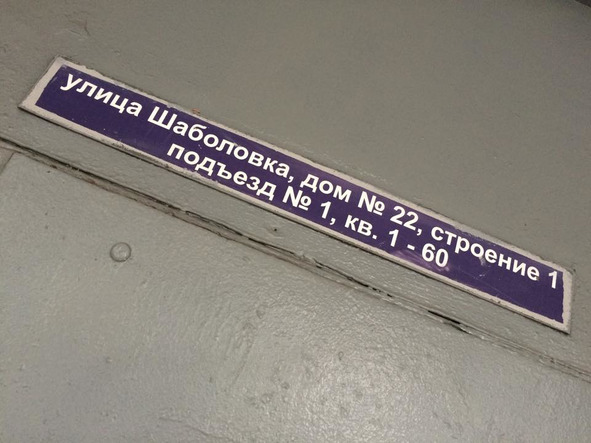 улица Шаболовка, дом № 22, строение 1
подъезд № 1, кв. 1 - 60